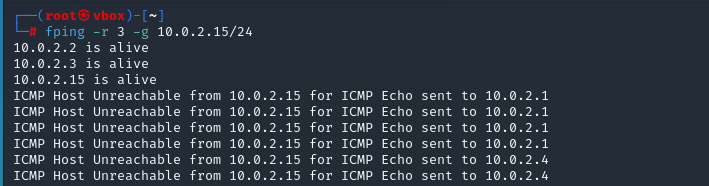 ┌──(root㉿vbox)-[~]
└─# fping -r 3 -g 10.0.2.15/24
10.0.2.2 is alive
10.0.2.3 is alive
10.0.2.15 is alive
ICMP Host Unreachable from 10.0.2.15 for ICMP Echo sent to 10.0.2.1
ICMP Host Unreachable from 10.0.2.15 for ICMP Echo sent to 10.0.2.1
ICMP Host Unreachable from 10.0.2.15 for ICMP Echo sent to 10.0.2.1
ICMP Host Unreachable from 10.0.2.15 for ICMP Echo sent to 10.0.2.1
ICMP Host Unreachable from 10.0.2.15 for ICMP Echo sent to 10.0.2.4
ICMP Host Unreachable from 10.0.2.15 for ICMP Echo sent to 10.0.2.4